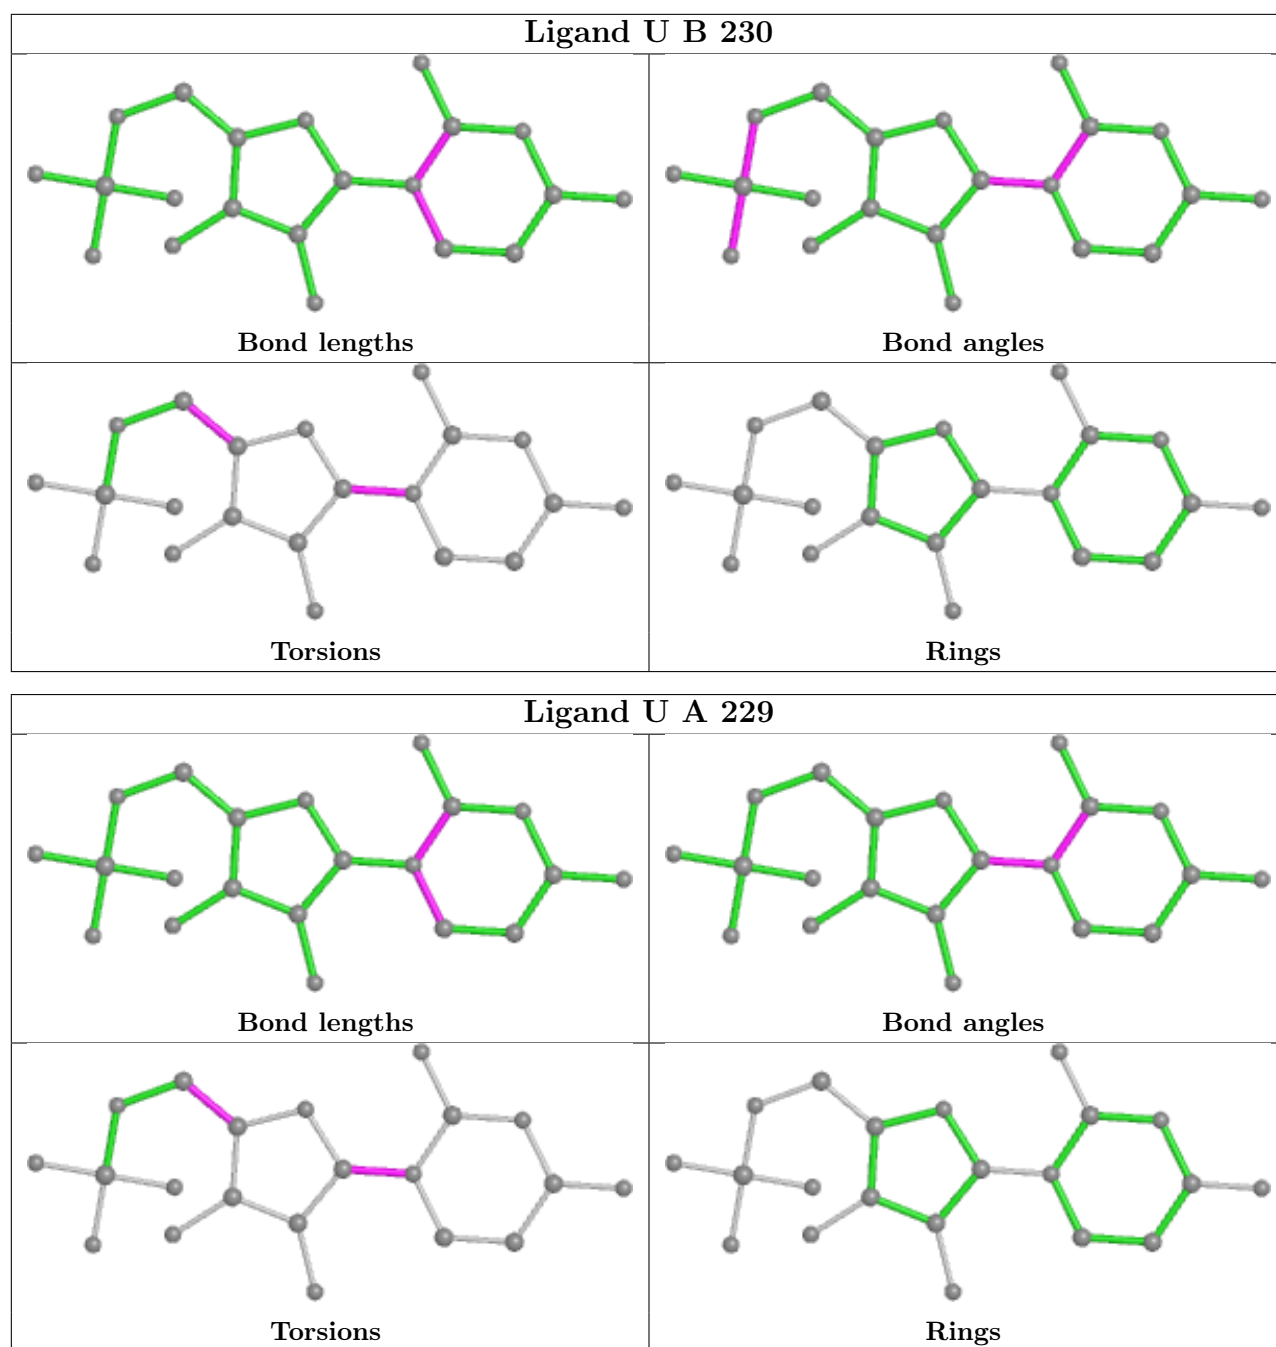 Ligand U B 230
Bond lengths Bond angles
Torsions Rings
Ligand U A 229
Bond lengths Bond angles
Torsions Rings